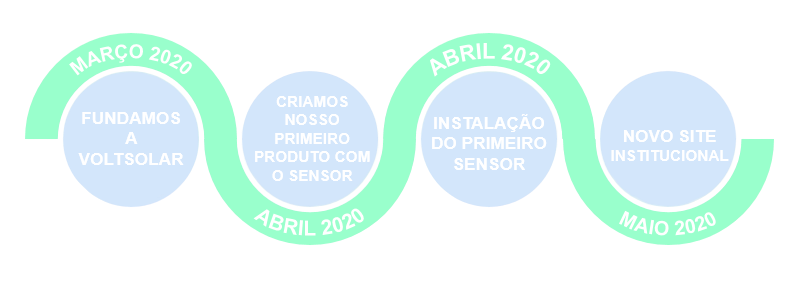 MARÇO 2020
FUNDAMOS
A
VOLTSOLAR
CRIAMOS
NOSSO
PRIMEIRO
PRODUTO COM
O SENSOR
ABRIL 2020
ABRIL 2020
INSTALAÇÃO
DO PRIMEIRO
SENSOR
NOVO SITE
INSTITUCIONAL
MAIO 2020